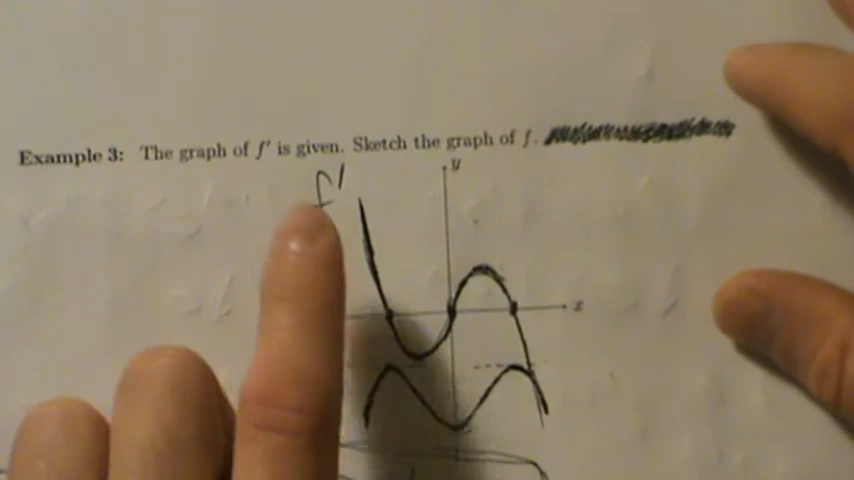 Example 3: The graph of f′ is given. Sketch the graph of f.
f′
y
x